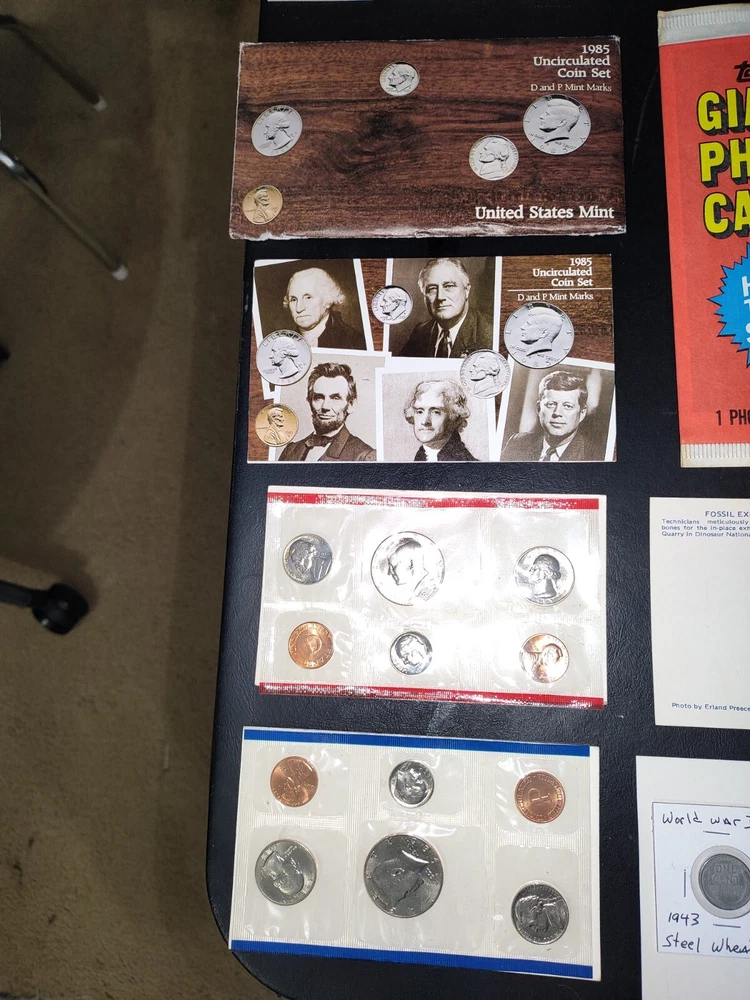 1985
Uncirculated
Coin Set
D and P Mint Marks
United States Mint
1985
Uncirculated
Coin Set
D and P Mint Marks
GIA
PH
CA
1 PH
FOSSIL EX
Technicians meticulously
bones for the in-place exh
Quarry in Dinosaur Nationa
Photo by Erland Preece
World War
1943
Steel Whea